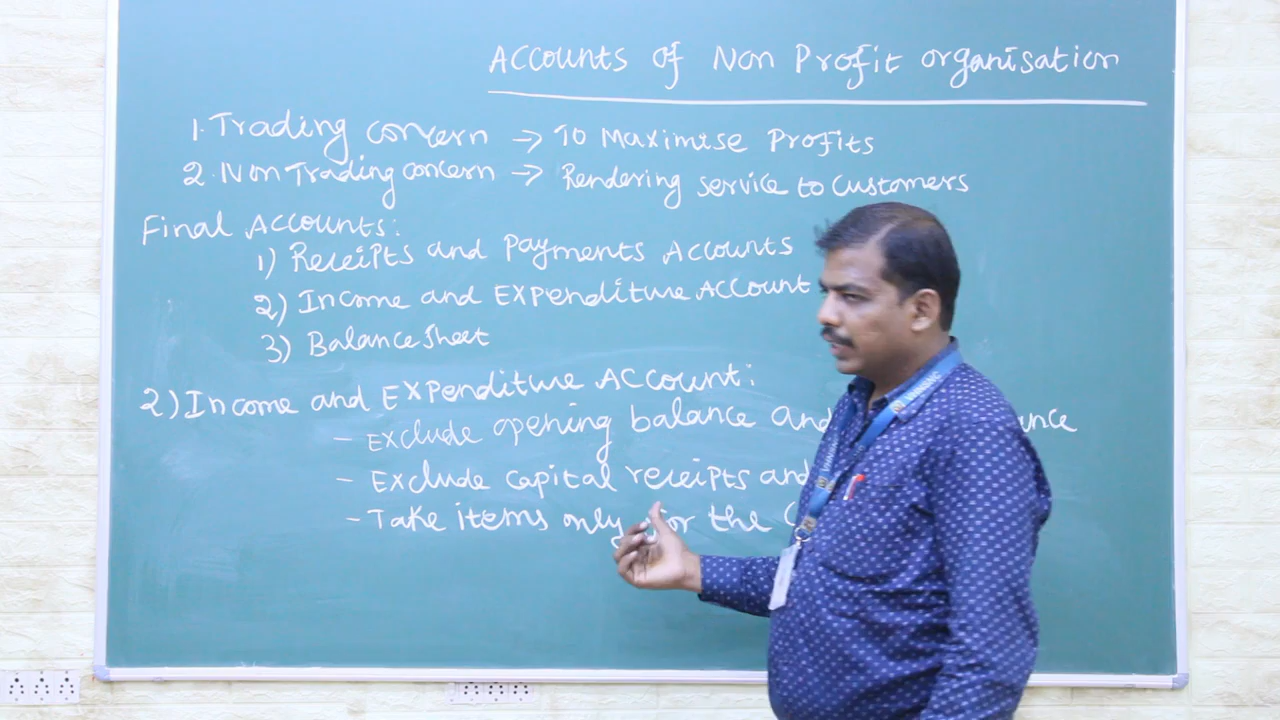 Accounts of Non Profit organisation
1. Trading concern → To Maximise Profits
2. Non Trading concern → Rendering service to customers
Final Accounts:
1) Receipts and Payments Accounts
2) Income and Expenditure Account
3) Balance sheet
2) Income and Expenditure Account:
- Exclude opening balance and
- Exclude capital receipts and
- Take items only for the